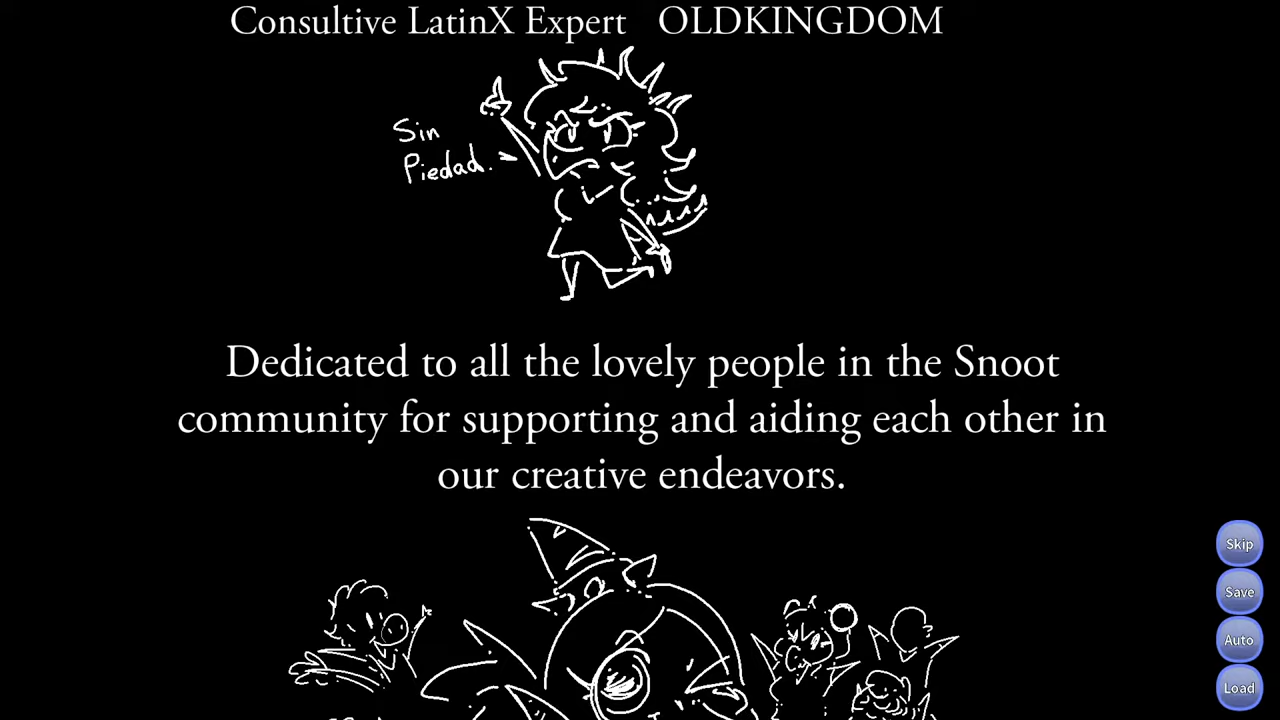 Consultive LatinX Expert OLDKINGDOM
Sin
Piedad.
Dedicated to all the lovely people in the Snoot
community for supporting and aiding each other in
our creative endeavors.
Skip
Save
Auto
Load